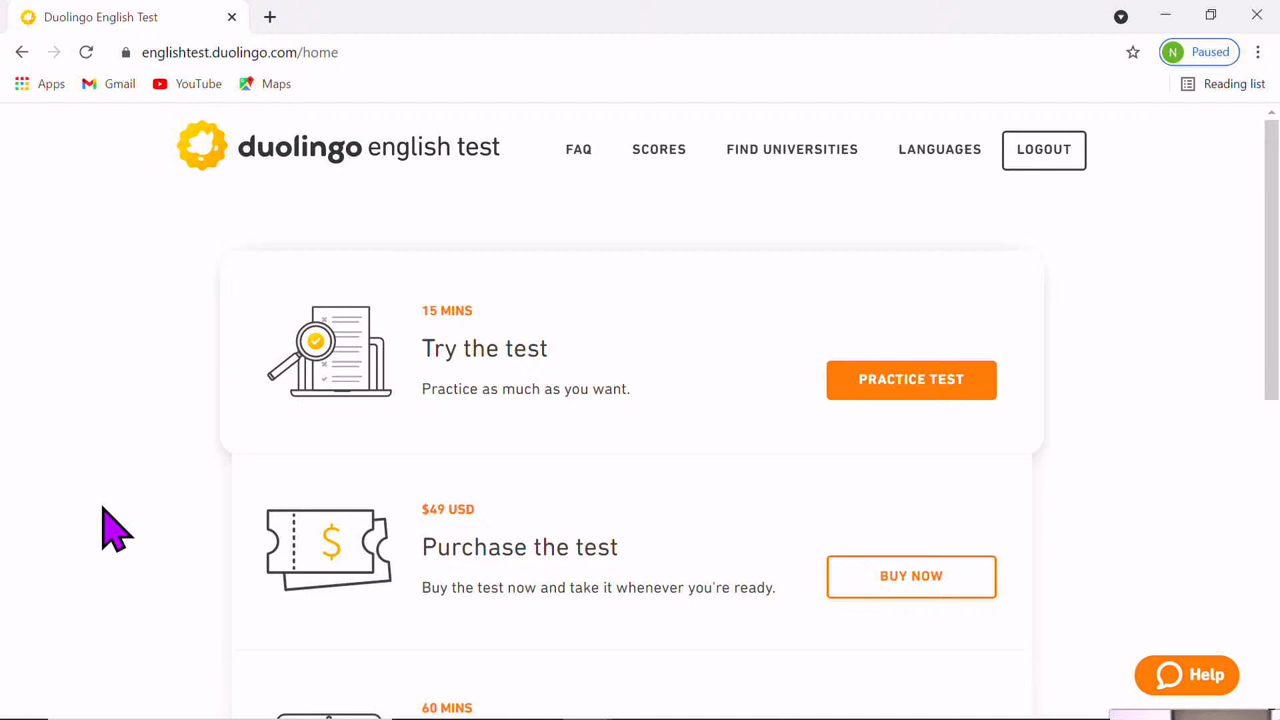 Duolingo English Test
englishtest.duolingo.com/home
N Paused
Apps Gmail YouTube Maps Reading list
duolingo english test FAQ SCORES FIND UNIVERSITIES LANGUAGES LOGOUT
15 MINS
Try the test
Practice as much as you want.
PRACTICE TEST
$49 USD
$
Purchase the test
Buy the test now and take it whenever you're ready.
BUY NOW
Help
60 MINS